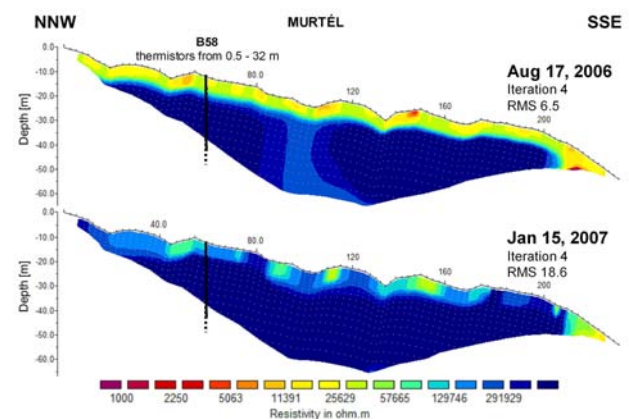 NNW MURTÉL SSE
B58
thermistors from 0.5 - 32 m
Aug 17, 2006
Iteration 4
RMS 6.5
Depth [m]
0.0
-10.0
-20.0
-30.0
-40.0
-50.0
-60.0
80.0
120
160
200
Jan 15, 2007
Iteration 4
RMS 18.6
Depth [m]
0.0
-10.0
-20.0
-30.0
-40.0
-50.0
-60.0
40.0
80.0
120
160
200
1000 2250 5063 11391 25629 57665 129746 291929
Resistivity in ohm.m